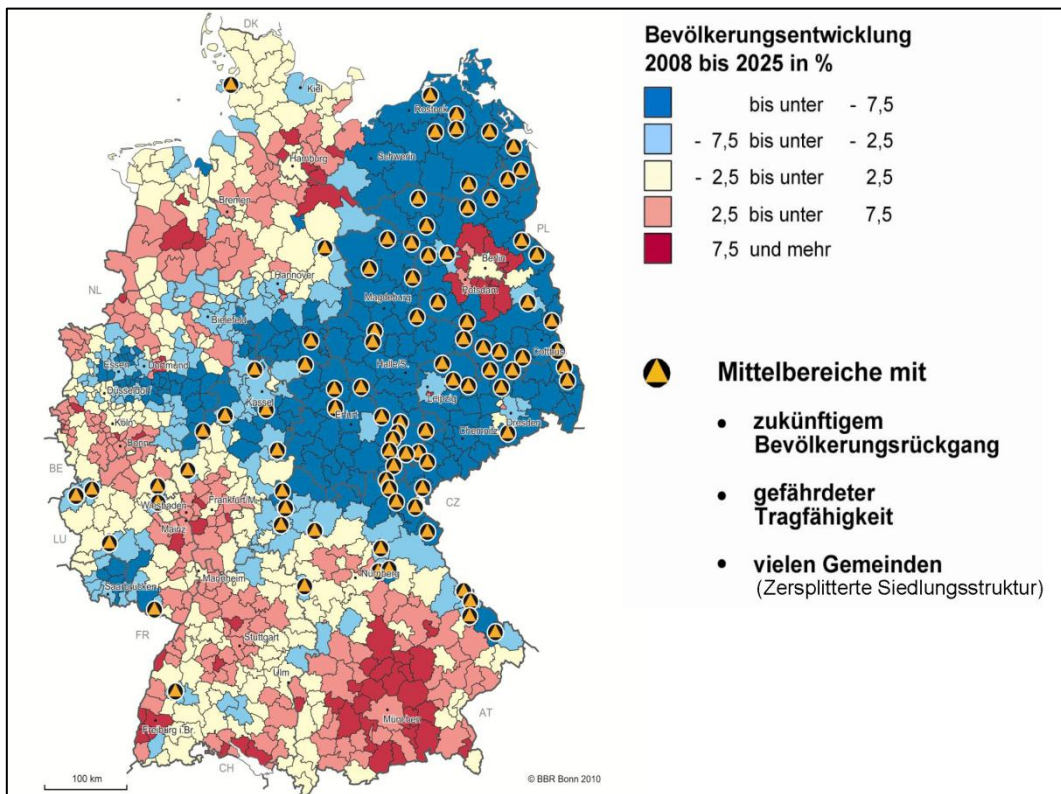 DK
Kiel
Rostock
Schwerin
Hamburg
Bremen
PL
Berlin
Potsdam
NL
Hannover
Magdeburg
Bielefeld
Cottbus
Essen
Dortmund
Halle/S.
Düsseldorf
Kassel
Leipzig
Erfurt
Dresden
Köln
Chemnitz
Bonn
BE
CZ
Wiesbaden
Frankfurt/M.
Mainz
LU
Mannheim
Nürnberg
Saarbrücken
FR
Stuttgart
Ulm
AT
München
Freiburg i.Br.
CH
100 km
© BBR Bonn 2010
Bevölkerungsentwicklung
2008 bis 2025 in %
bis unter - 7,5
- 7,5 bis unter - 2,5
- 2,5 bis unter 2,5
2,5 bis unter 7,5
7,5 und mehr
Mittelbereiche mit
• zukünftigem
Bevölkerungsrückgang
• gefährdeter
Tragfähigkeit
• vielen Gemeinden
(Zersplitterte Siedlungsstruktur)